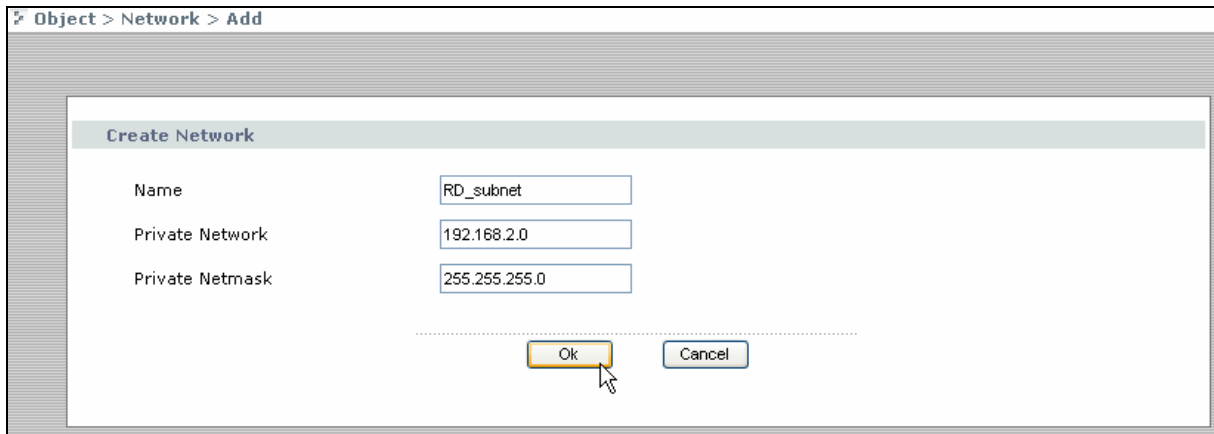 Object > Network > Add
Create Network
Name RD_subnet
Private Network 192.168.2.0
Private Netmask 255.255.255.0
Ok Cancel